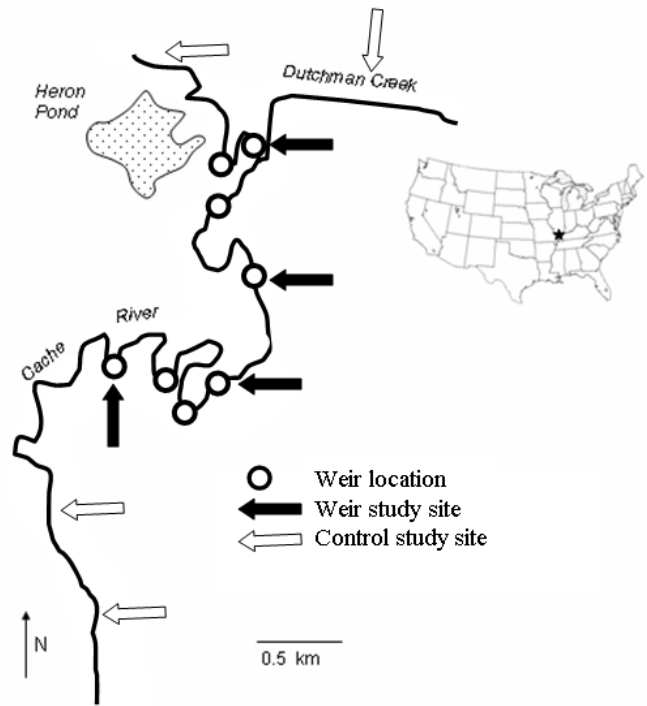 Heron
Pond
Dutchman Creek
River
Cache
Weir location
Weir study site
Control study site
N
0.5 km